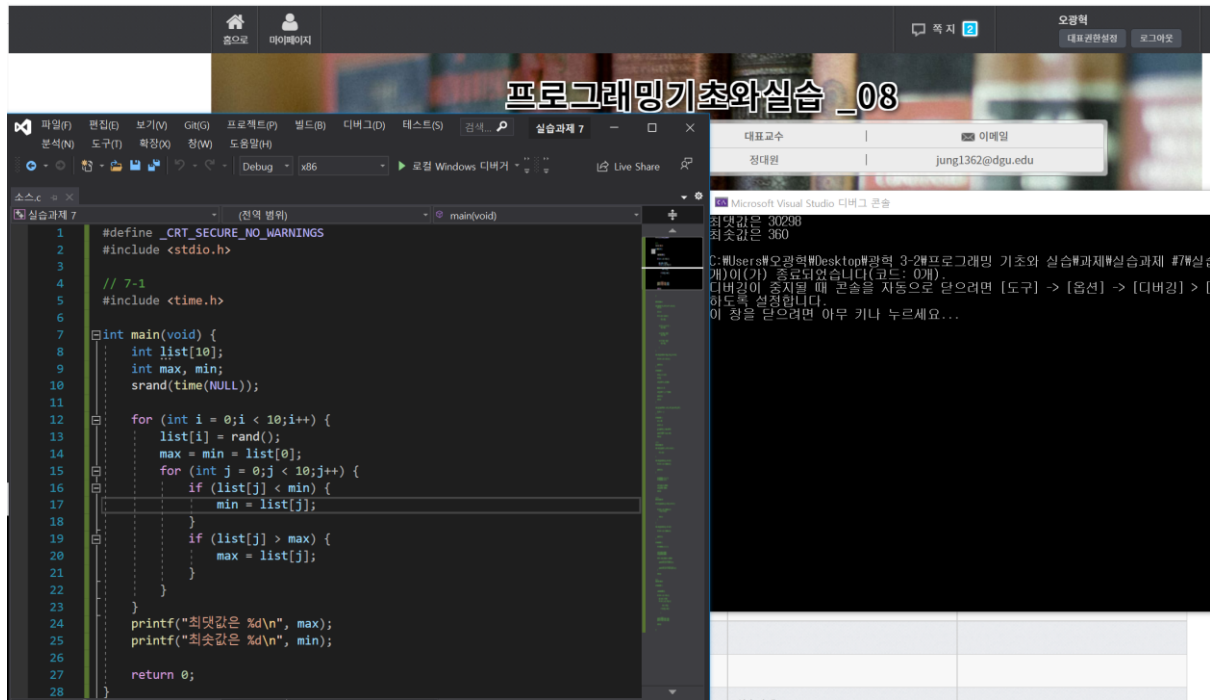 홈으로
마이페이지
쪽지 2
오광혁
대표권한설정 로그아웃
프로그래밍기초와실습 _08
대표교수 | 이메일
정대원 | jung1362@dgu.edu
파일(F) 편집(E) 보기(V) Git(G) 프로젝트(P) 빌드(B) 디버그(D) 테스트(S) 검색... 실습과제 7
분석(N) 도구(T) 확장(X) 창(W) 도움말(H)
Debug x86 로컬 Windows 디버거 Live Share
소스.c
실습과제 7 (전역 범위) main(void)
1 #define _CRT_SECURE_NO_WARNINGS
2 #include <stdio.h>
3
4 // 7-1
5 #include <time.h>
6
7 int main(void) {
8 int list[10];
9 int max, min;
10 srand(time(NULL));
11
12 for (int i = 0;i < 10;i++) {
13 list[i] = rand();
14 max = min = list[0];
15 for (int j = 0;j < 10;j++) {
16 if (list[j] < min) {
17 min = list[j];
18 }
19 if (list[j] > max) {
20 max = list[j];
21 }
22 }
23 }
24 printf("최댓값은 %d\n", max);
25 printf("최솟값은 %d\n", min);
26
27 return 0;
28 }
Microsoft Visual Studio 디버그 콘솔
최댓값은 30298
최솟값은 360
C:₩Users₩오광혁₩Desktop₩광혁 3-2₩프로그래밍 기초와 실습₩과제₩실습과제 #7₩실습
개)이(가) 종료되었습니다(코드: 0개).
디버깅이 중지될 때 콘솔을 자동으로 닫으려면 [도구] -> [옵션] -> [디버깅] > [
하도록 설정합니다.
이 창을 닫으려면 아무 키나 누르세요...